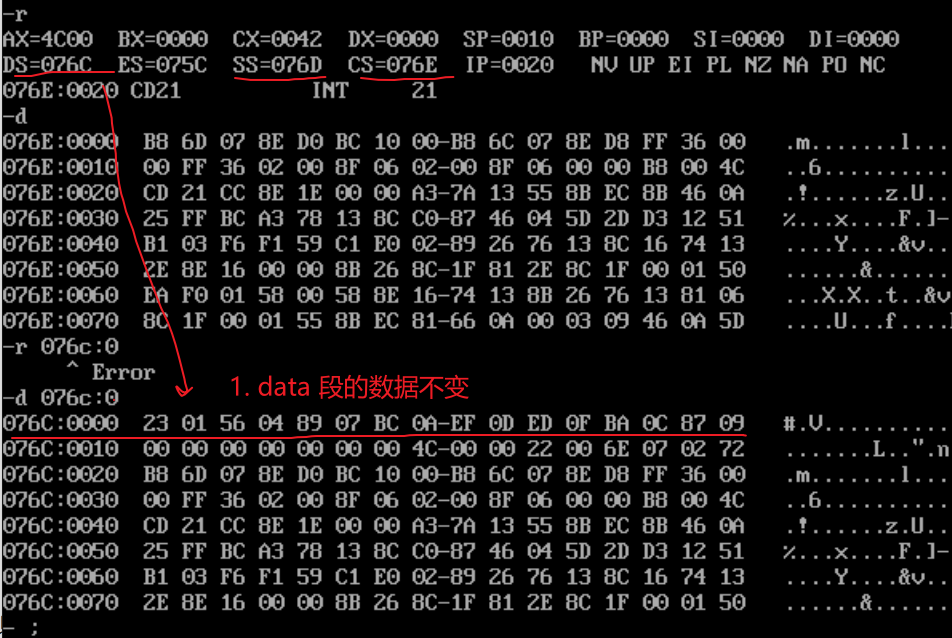 -r
AX=4C00 BX=0000 CX=0042 DX=0000 SP=0010 BP=0000 SI=0000 DI=0000
DS=076C ES=075C SS=076D CS=076E IP=0020 NV UP EI PL NZ NA PO NC
076E:0020 CD21 INT 21
-d
076E:0000 B8 6D 07 8E D0 BC 10 00-B8 6C 07 8E D8 FF 36 00 .m.......l....6.
076E:0010 00 FF 36 02 00 8F 06 02-00 8F 06 00 00 B8 00 4C ..6............L
076E:0020 CD 21 CC 8E 1E 00 00 A3-7A 13 55 8B EC 8B 46 0A .!......z.U...
076E:0030 25 FF BC A3 78 13 8C C0-87 46 04 5D 2D D3 12 51 %...x....F.]-
076E:0040 B1 03 F6 F1 59 C1 E0 02-89 26 76 13 8C 16 74 13 ....Y....&v...
076E:0050 2E 8E 16 00 00 8B 26 8C-1F 81 2E 8C 1F 00 01 50 ......&.......
076E:0060 EA F0 01 58 00 58 8E 16-74 13 8B 26 76 13 81 06 ...X.X..t..&v
076E:0070 8C 1F 00 01 55 8B EC 81-66 0A 00 03 09 46 0A 5D ....U...f....
-r 076c:0
^ Error
1. data 段的数据不变
-d 076c:0
076C:0000 23 01 56 04 89 07 BC 0A-EF 0D ED 0F BA 0C 87 09 #.V...........
076C:0010 00 00 00 00 00 00 00 4C-00 00 22 00 6E 07 02 72 .......L..".n
076C:0020 B8 6D 07 8E D0 BC 10 00-B8 6C 07 8E D8 FF 36 00 .m.......l....
076C:0030 00 FF 36 02 00 8F 06 02-00 8F 06 00 00 B8 00 4C ..6...........
076C:0040 CD 21 CC 8E 1E 00 00 A3-7A 13 55 8B EC 8B 46 0A .!......z.U...
076C:0050 25 FF BC A3 78 13 8C C0-87 46 04 5D 2D D3 12 51 %...x....F.]-
076C:0060 B1 03 F6 F1 59 C1 E0 02-89 26 76 13 8C 16 74 13 ....Y....&v...
076C:0070 2E 8E 16 00 00 8B 26 8C-1F 81 2E 8C 1F 00 01 50 ......&.......
- ;